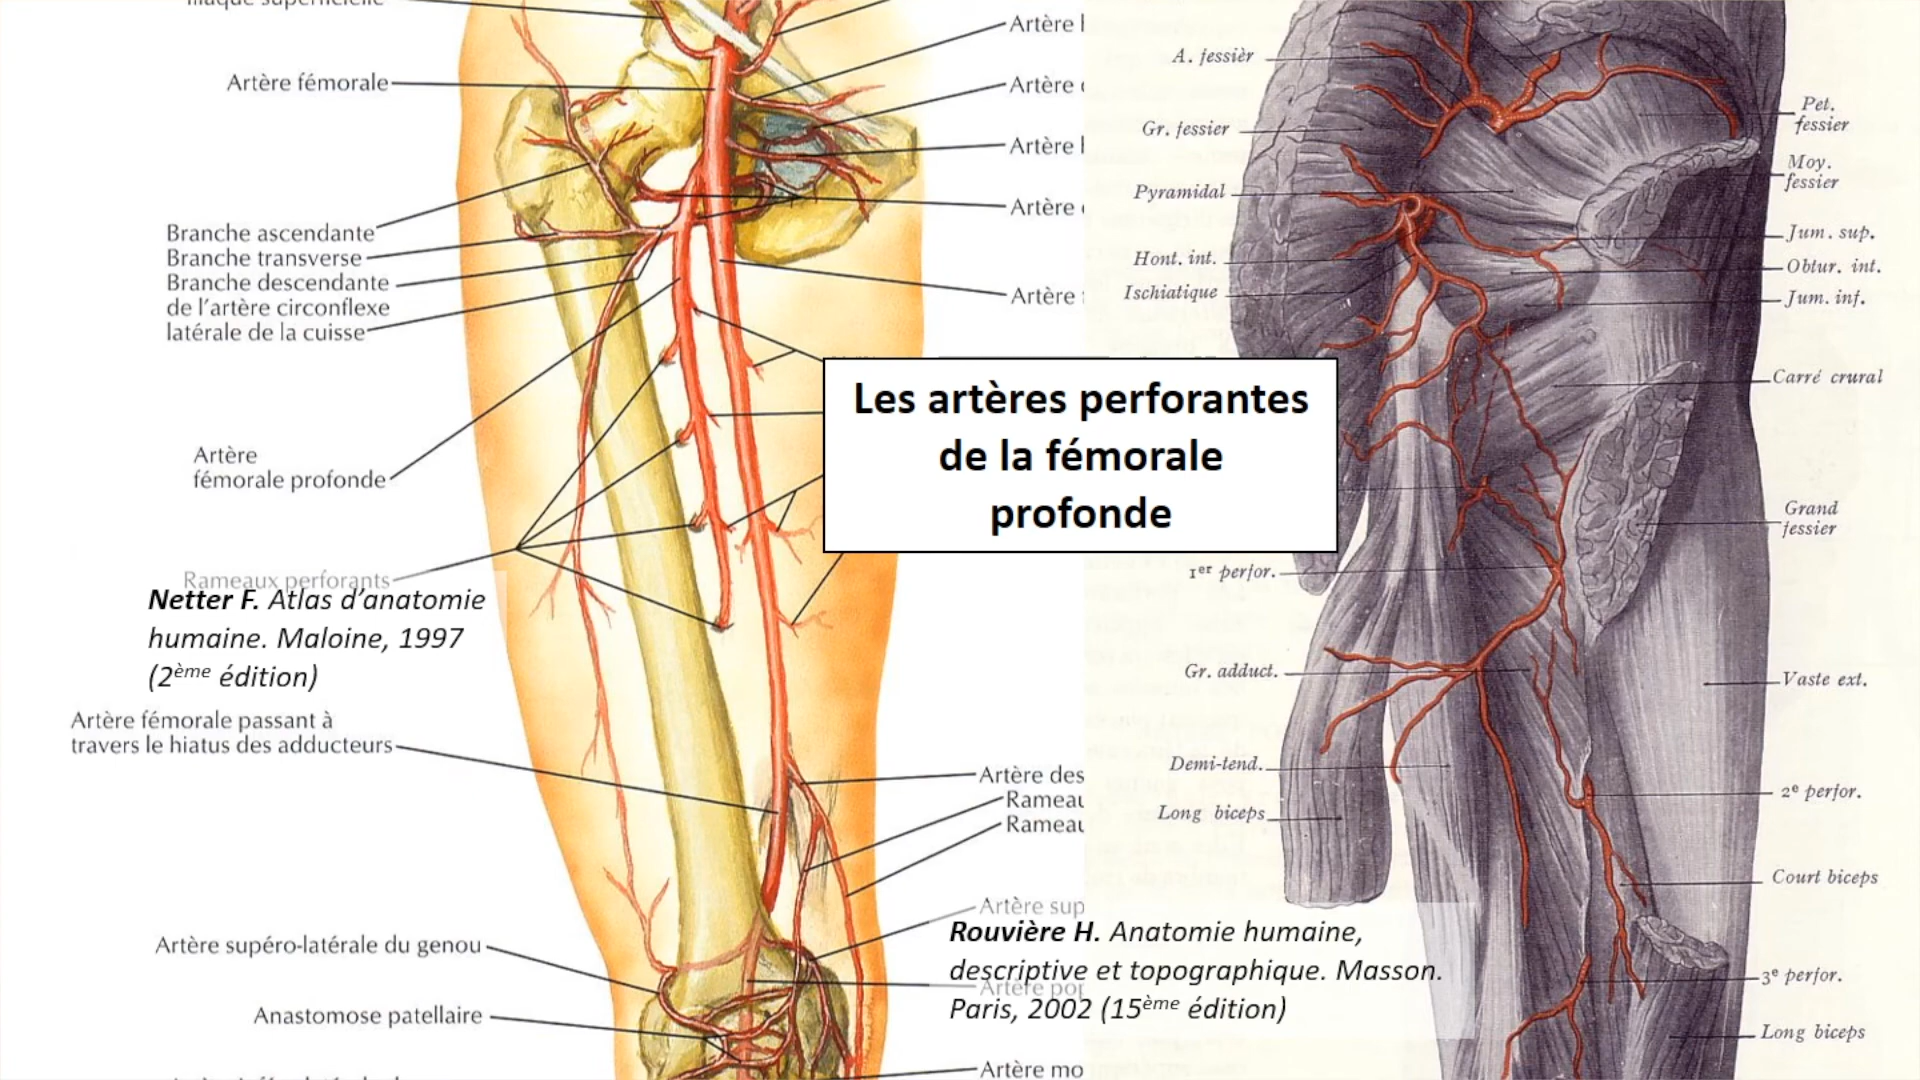 Artère fémorale
Branche ascendante
Branche transverse
Branche descendante
de l'artère circonflexe
latérale de la cuisse
Artère
fémorale profonde
Rameaux perforants
Netter F. Atlas d'anatomie
humaine. Maloine, 1997
(2ème édition)
Artère fémorale passant à
travers le hiatus des adducteurs
Artère supéro-latérale du genou
Anastomose patellaire
Artère
Artère
Artère
Artère
Artère
Les artères perforantes
de la fémorale
profonde
Artère des
Rameau
Rameau
Artère sup
Rouvière H. Anatomie humaine,
descriptive et topographique. Masson.
Artère pop
Paris, 2002 (15ème édition)
Artère mo
A. fessièr
Gr. fessier
Pyramidal
Hont. int.
Ischiatique
1er perfor.
Gr. adduct.
Demi-tend.
Long biceps
Pet.
fessier
Moy.
fessier
Jum. sup.
Obtur. int.
Jum. inf.
Carré crural
Grand
fessier
Vaste ext.
2e perfor.
Court biceps
3e perfor.
Long biceps